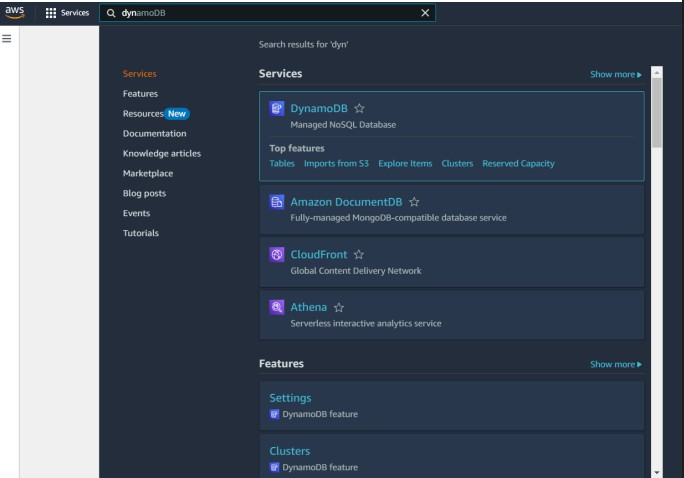 aws
Services
dynamoDB
Search results for 'dyn'
Services
Features
Resources New
Documentation
Knowledge articles
Marketplace
Blog posts
Events
Tutorials
Services
Show more
DynamoDB
Managed NoSQL Database
Top features
Tables Imports from S3 Explore Items Clusters Reserved Capacity
Amazon DocumentDB
Fully-managed MongoDB-compatible database service
CloudFront
Global Content Delivery Network
Athena
Serverless interactive analytics service
Features
Show more
Settings
DynamoDB feature
Clusters
DynamoDB feature